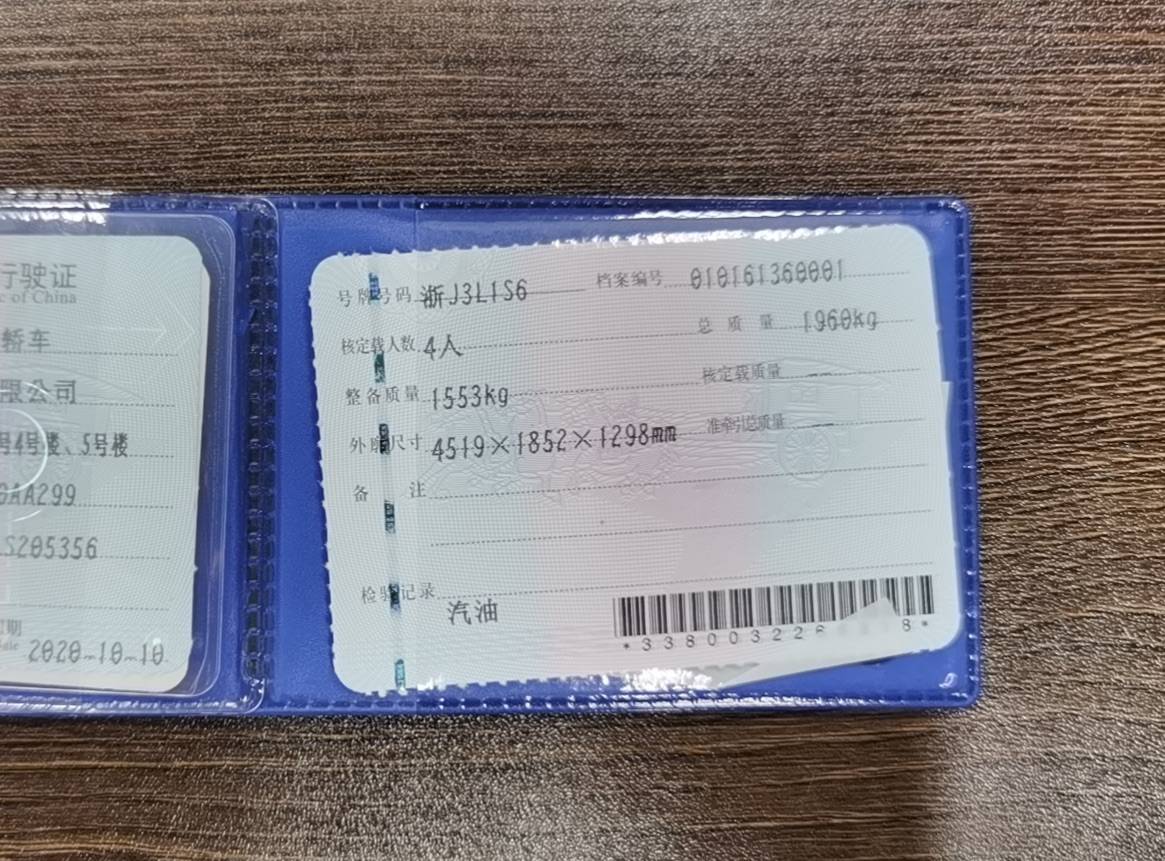 行驶证
c of China
轿车
限公司
号4号楼、5号楼
AA299
S205356
期
2020-10-10
号牌号码 浙J3L1S6 档案编号 010161360001
核定载人数 4人 总质量 1960kg
整备质量 1553kg 核定载质量 ——
外廓尺寸 4519×1852×1298mm 准牵引总质量 ——
备注
检验记录
汽油
*338003226 8*